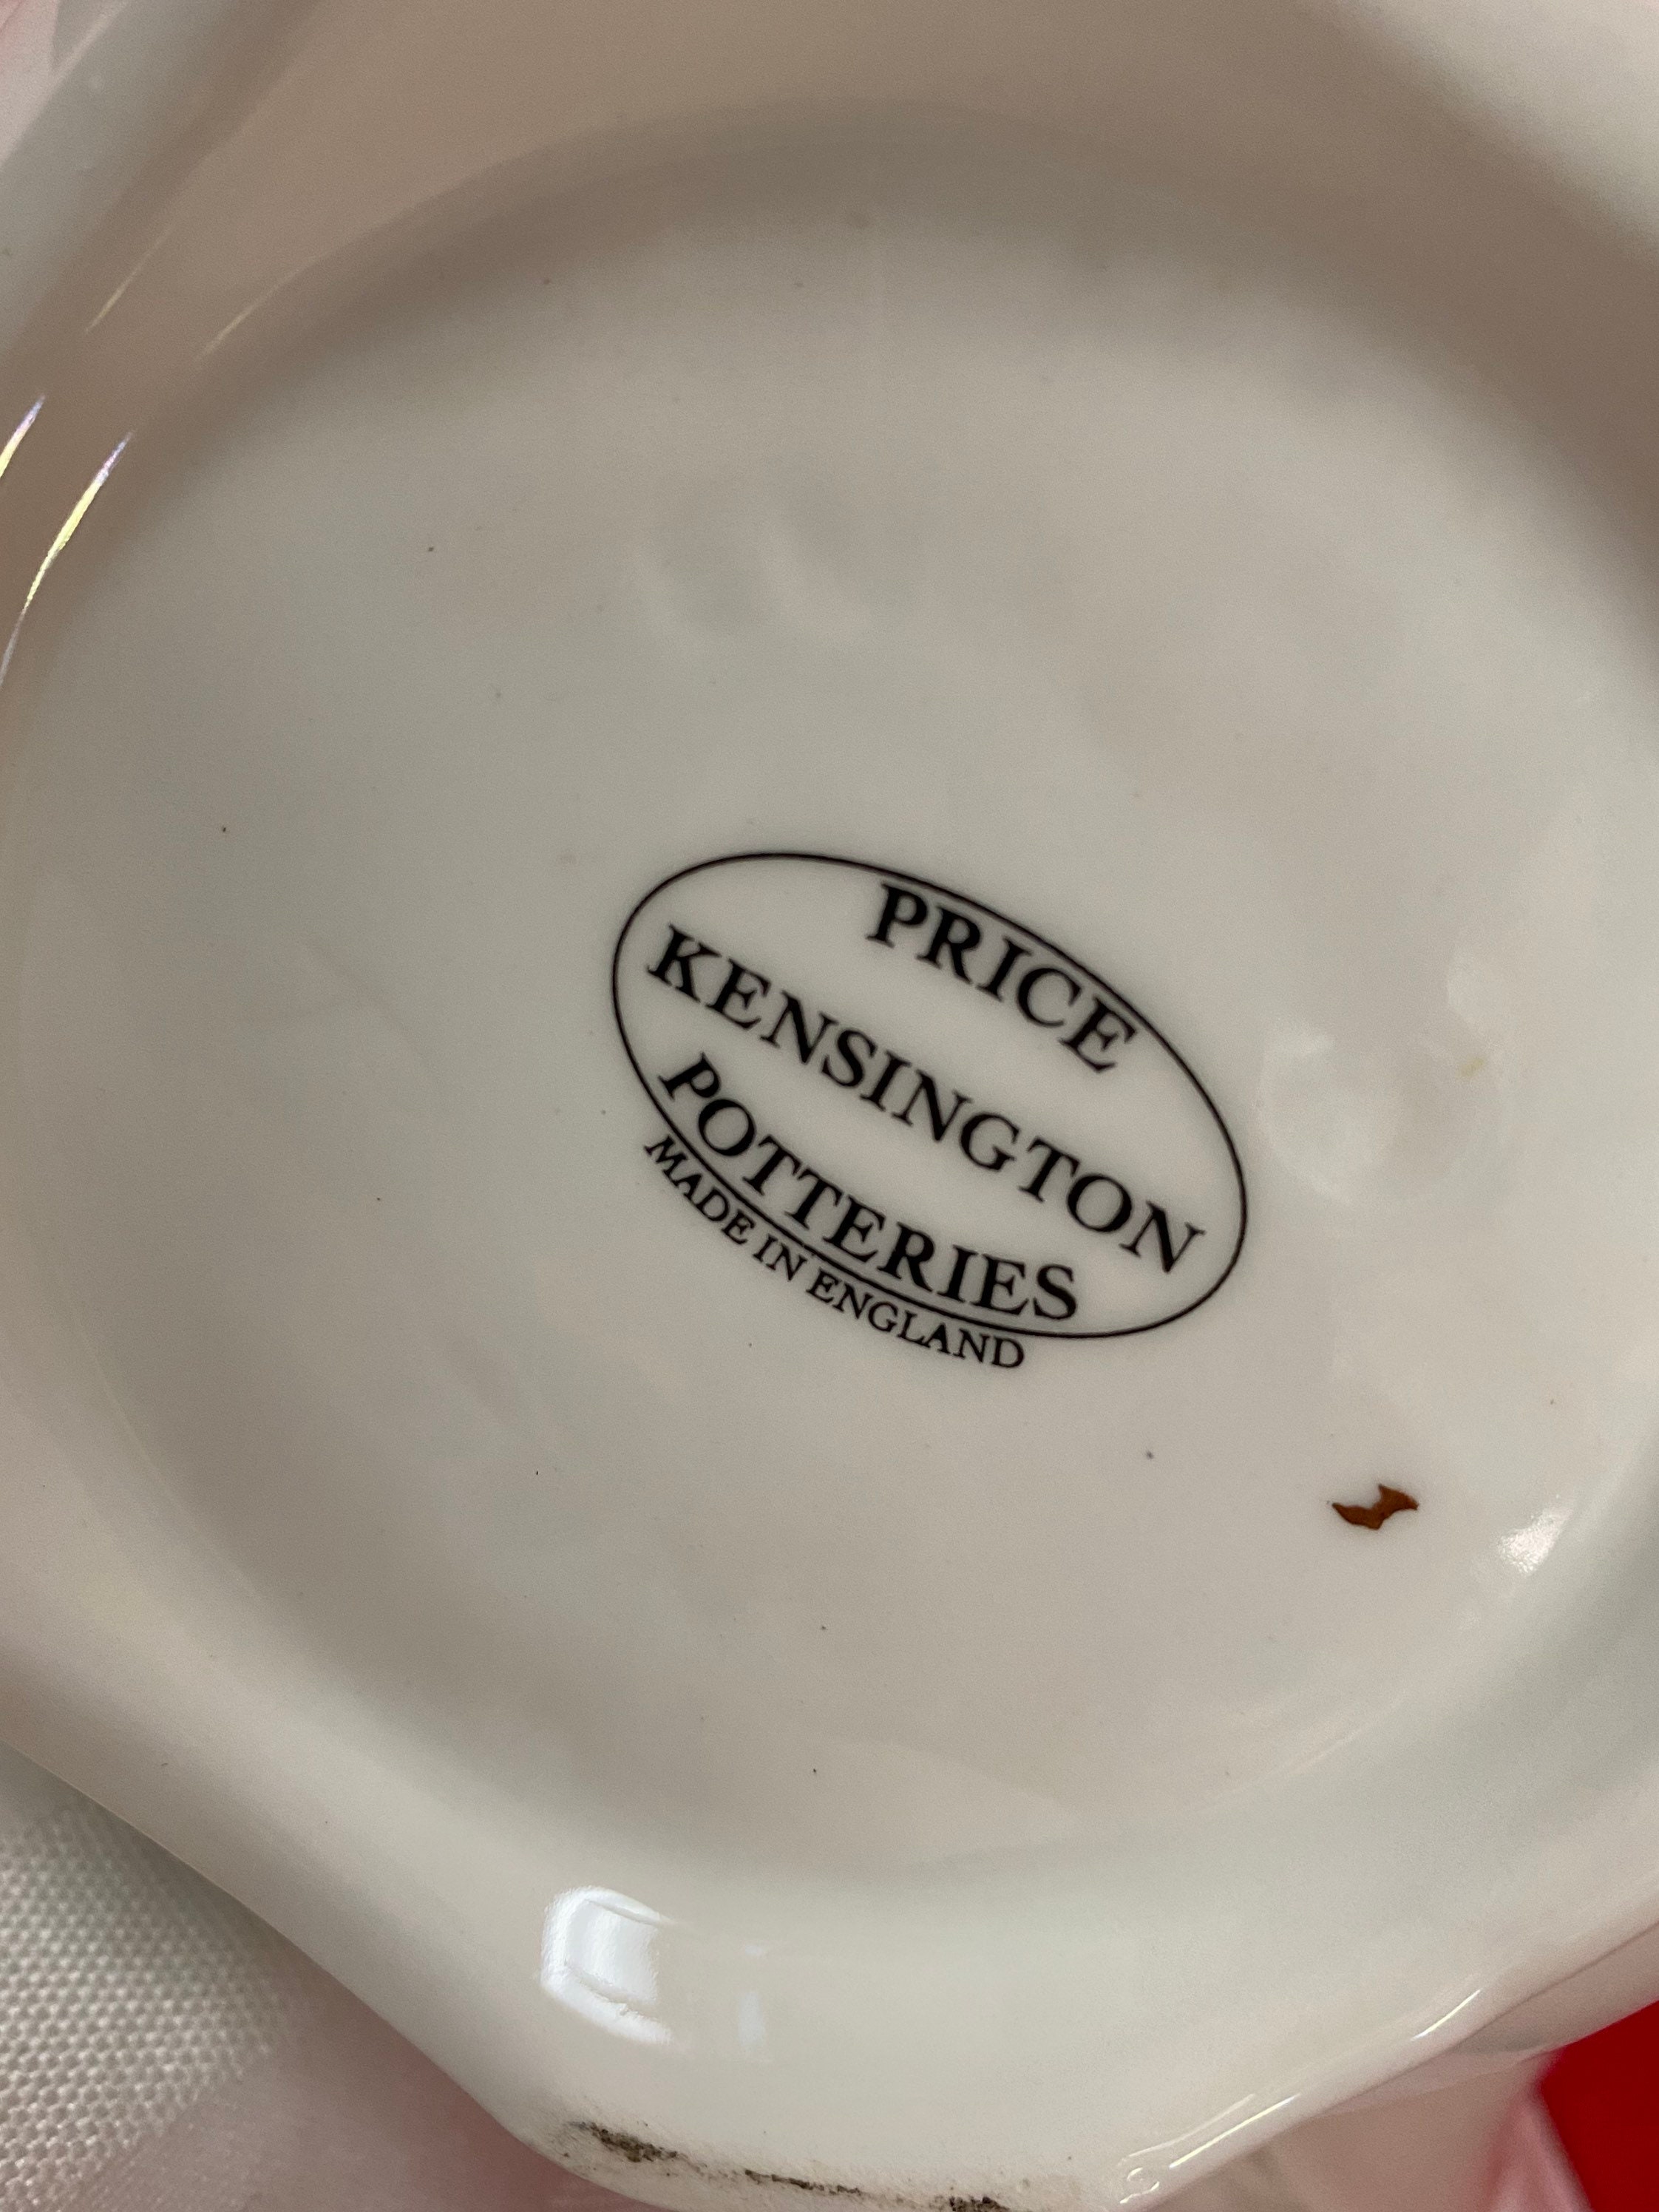 PRICE
KENSINGTON
POTTERIES
MADE IN ENGLAND